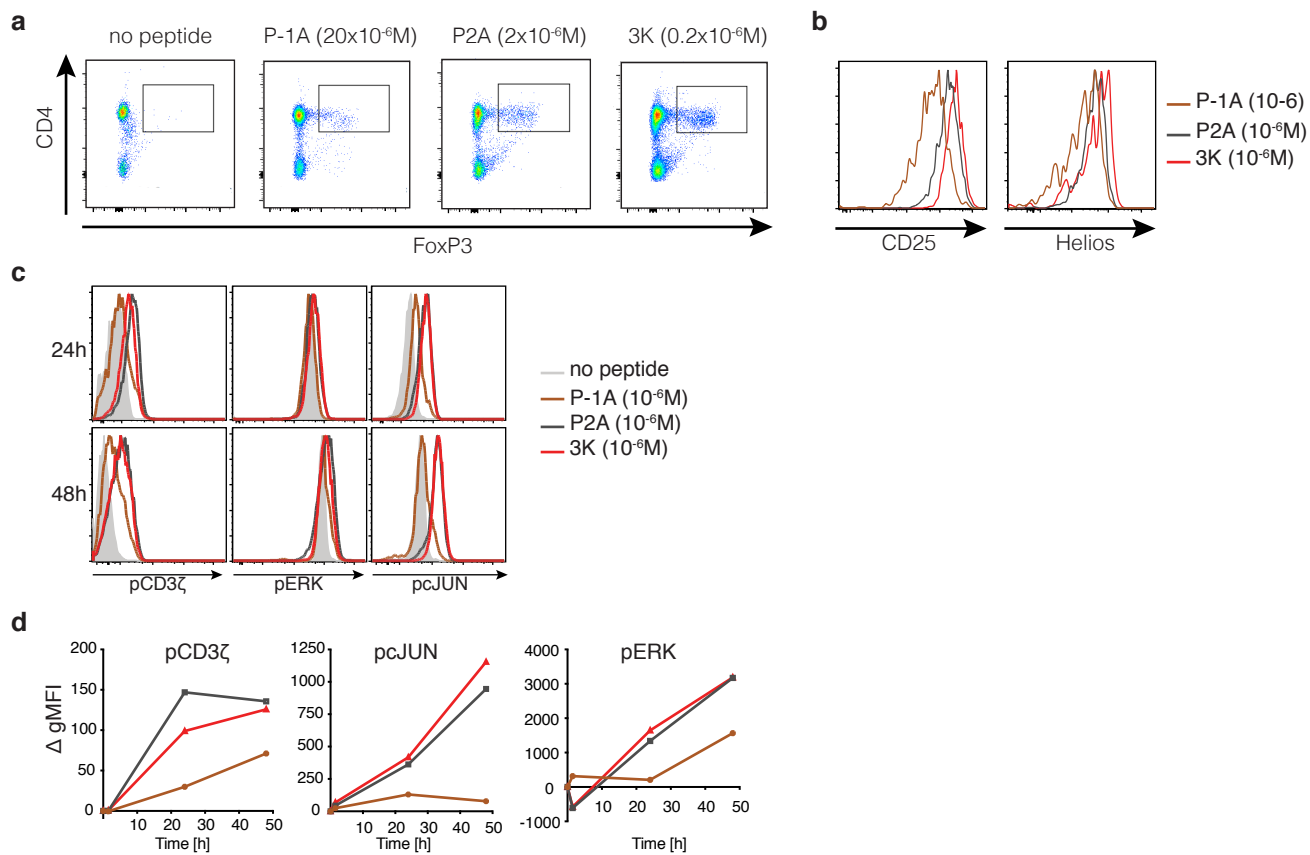 a
no peptide P-1A (20x10⁻⁶M) P2A (2x10⁻⁶M) 3K (0.2x10⁻⁶M)
CD4
FoxP3
b
P-1A (10-6)
P2A (10⁻⁶M)
3K (10⁻⁶M)
CD25 Helios
c
24h
48h
no peptide
P-1A (10⁻⁶M)
P2A (10⁻⁶M)
3K (10⁻⁶M)
pCD3ζ pERK pcJUN
d
pCD3ζ
Δ gMFI
200
150
100
50
0
0 10 20 30 40 50
Time [h]
pcJUN
1250
1000
750
500
250
0
0 10 20 30 40 50
Time [h]
pERK
4000
3000
2000
1000
0
-1000
0 10 20 30 40 50
Time [h]